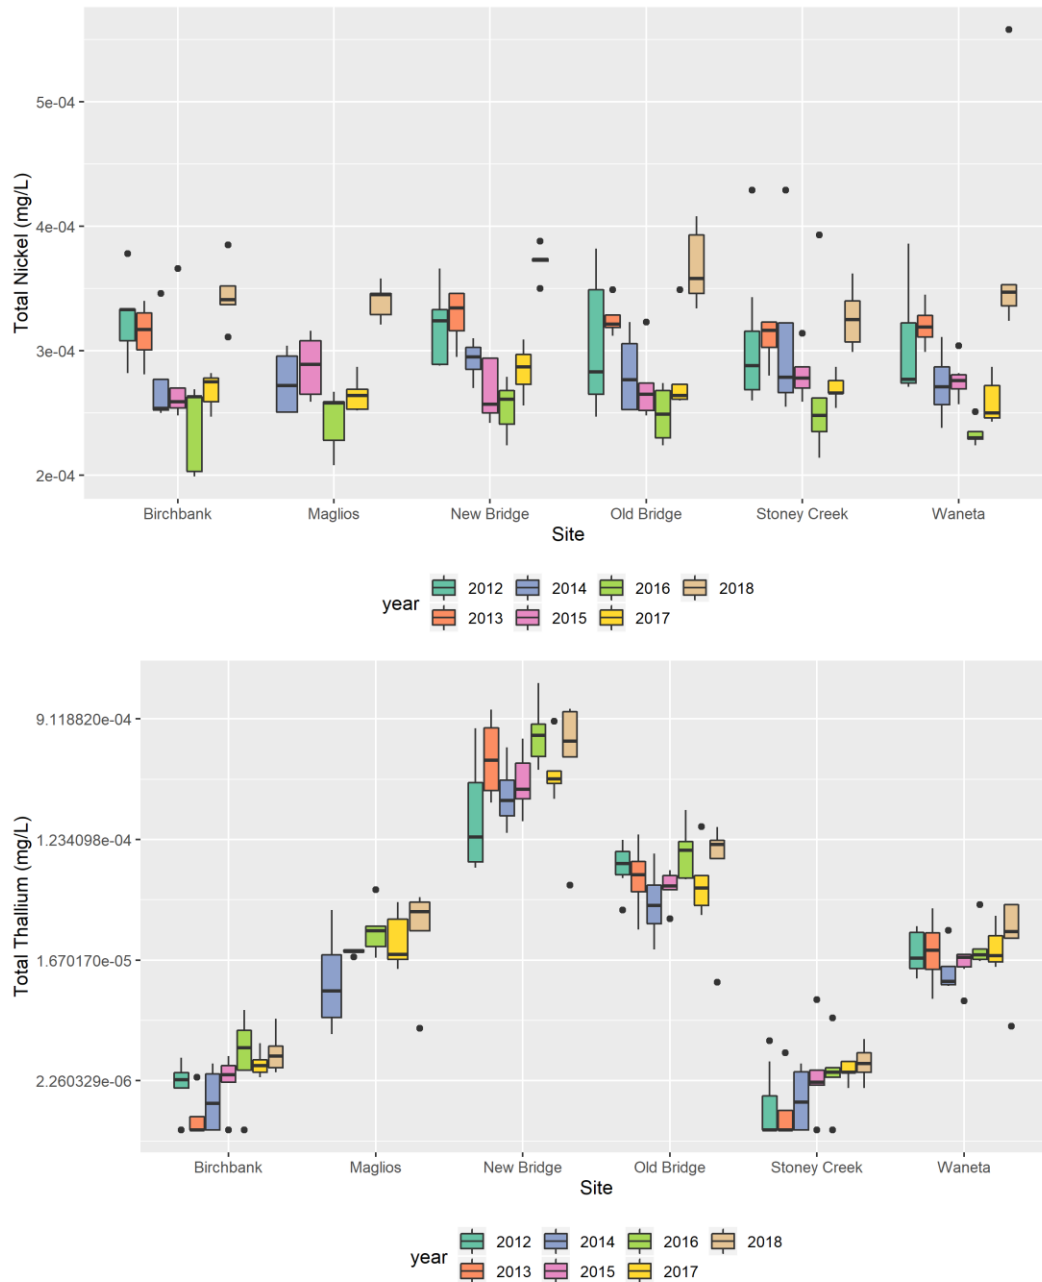 5e-04
4e-04
3e-04
2e-04
Total Nickel (mg/L)
Birchbank Maglios New Bridge Old Bridge Stoney Creek Waneta
Site
year
2012 2014 2016 2018
2013 2015 2017
9.118820e-04
1.234098e-04
1.670170e-05
2.260329e-06
Total Thallium (mg/L)
Birchbank Maglios New Bridge Old Bridge Stoney Creek Waneta
Site
year
2012 2014 2016 2018
2013 2015 2017